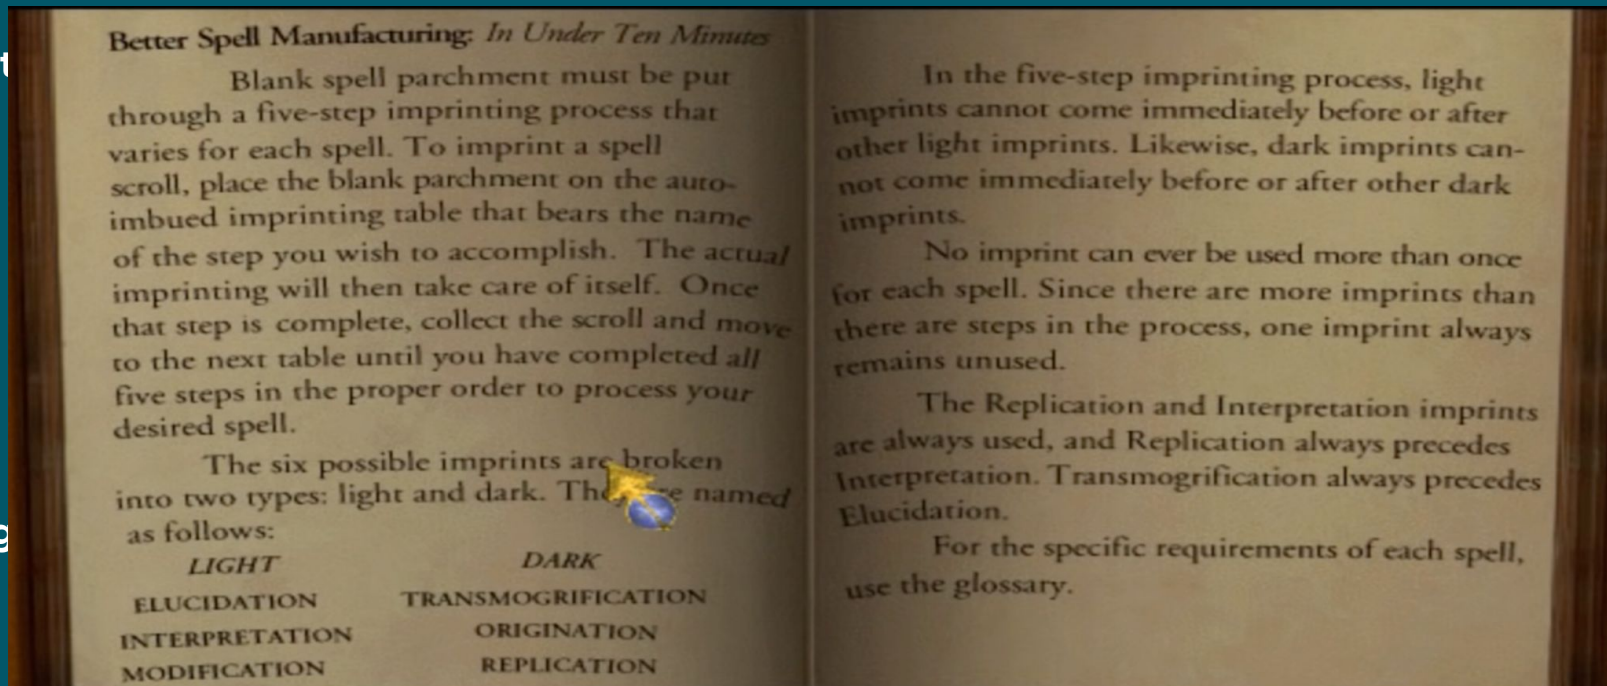 Better Spell Manufacturing: In Under Ten Minutes
Blank spell parchment must be put
through a five-step imprinting process that
varies for each spell. To imprint a spell
scroll, place the blank parchment on the auto-
imbued imprinting table that bears the name
of the step you wish to accomplish. The actual
imprinting will then take care of itself. Once
that step is complete, collect the scroll and move
to the next table until you have completed all
five steps in the proper order to process your
desired spell.
The six possible imprints are broken
into two types: light and dark. named
as follows:
LIGHT DARK
ELUCIDATION TRANSMOGRIFICATION
INTERPRETATION ORIGINATION
MODIFICATION REPLICATION
In the five-step imprinting process, light
imprints cannot come immediately before or after
other light imprints. Likewise, dark imprints can-
not come immediately before or after other dark
imprints.
No imprint can ever be used more than once
for each spell. Since there are more imprints than
there are steps in the process, one imprint always
remains unused.
The Replication and Interpretation imprints
are always used, and Replication always precedes
Interpretation. Transmogrification always precedes
Elucidation.
For the specific requirements of each spell,
use the glossary.